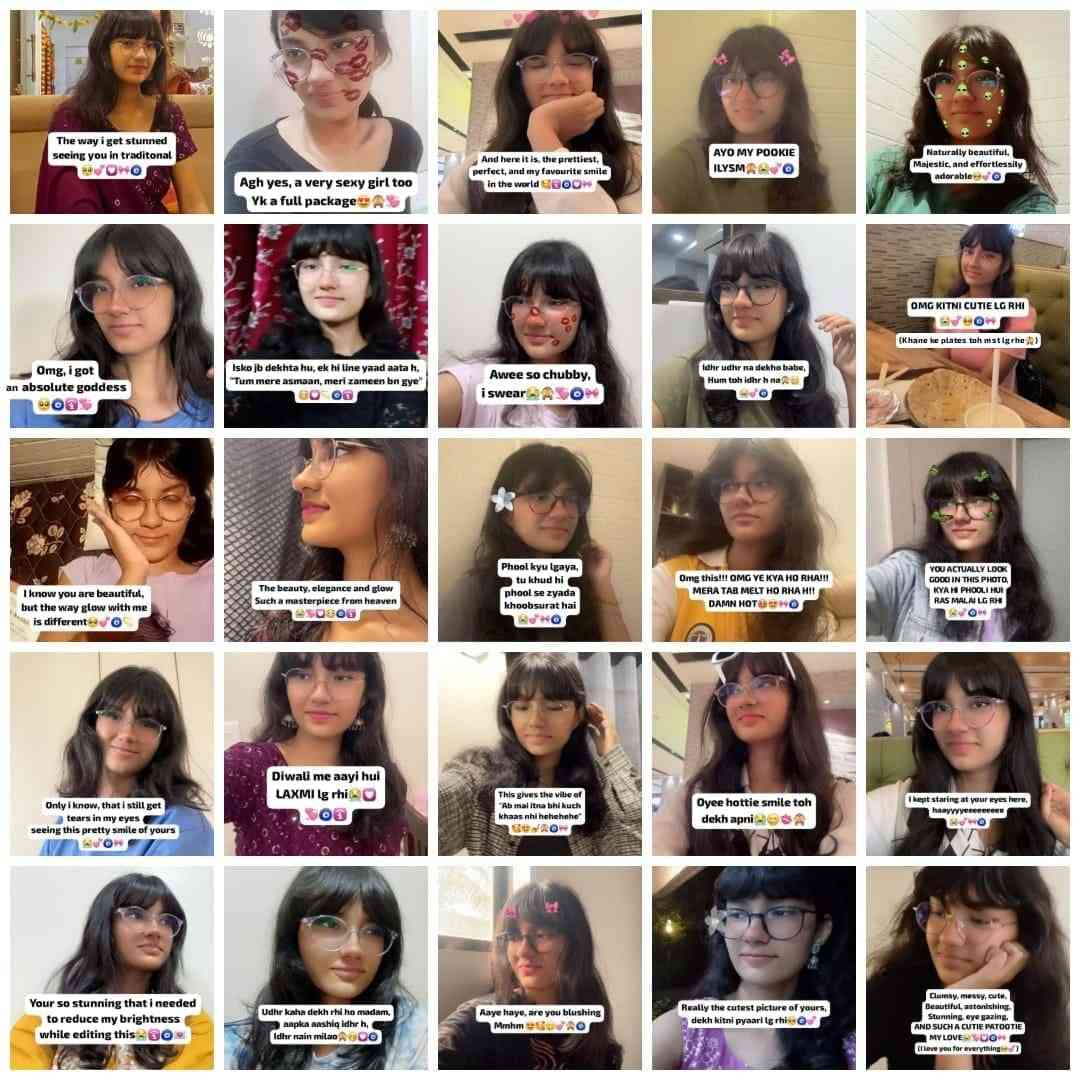 The way i get stunned
seeing you in traditonal
🥺💕💟🎀🧿
Agh yes, a very sexy girl too
Yk a full package😍🙈💘
And here it is, the prettiest,
perfect, and my favourite smile
in the world 🥰🛐🧿💟🎀
AYO MY POOKIE
ILYSM🙈😭💕🧿
Naturally beautiful,
Majestic, and effortlessily
adorable🥺💕🧿
Omg, i got
an absolute goddess
🥺🧿🛐💘
Isko jb dekhta hu, ek hi line yaad aata h,
"Tum mere asmaan, meri zameen bn gye"
😚💟💫🧿🛐
Awee so chubby,
i swear😭🙈💘🧿🎀
Idhr udhr na dekho babe,
Hum toh idhr h na🙈😋
😭💕🧿
OMG KITNI CUTIE LG RHI
😭💕🥺🧿🎀
(Khane ke plates toh mst lg rhe🙊)
I know you are beautiful,
but the way glow with me
is different🥺💕🧿💫
The beauty, elegance and glow
Such a masterpiece from heaven
😭💘💟😚🧿🛐
Phool kyu lgaya,
tu khud hi
phool se zyada
khoobsurat hai
😭💕🎀🧿
Omg this!!! OMG YE KYA HO RHA!!!
MERA TAB MELT HO RHA H!!
DAMN HOT🥵😍🎀🧿
YOU ACTUALLY LOOK
GOOD IN THIS PHOTO,
KYA HI PHOOLI HUI
RAS MALAI LG RHI
😭💕🧿🎀
Only i know, that i still get
tears in my eyes
seeing this pretty smile of yours
😭💕🧿🎀
Diwali me aayi hui
LAXMI lg rhi😭💟
💘🧿🛐
This gives the vibe of
"Ab mai itna bhi kuch
khaas nhi hehehehe"
🥰😍💅🙈🧿🎀
Oyee hottie smile toh
dekh apni😭😋💘🙈
I kept staring at your eyes here,
haayyyeeeeeeeee
😭💕🎀🧿
Your so stunning that i needed
to reduce my brightness
while editing this😭🛐🧿💌
Udhr kaha dekh rhi ho madam,
aapka aashiq idhr h,
Idhr nain milao🙈😚💟🧿
Aaye haye, are you blushing
Mmhm 😍🥰😋💕🙈🧿
Really the cutest picture of yours,
dekh kitni pyaari lg rhi🥺🧿💕
Clumsy, messy, cute,
Beautiful, astonishing,
Stunning, eye gazing,
AND SUCH A CUTIE PATOOTIE
MY LOVE😭💘💟🧿🎀
(I love you for everything🥺💕)